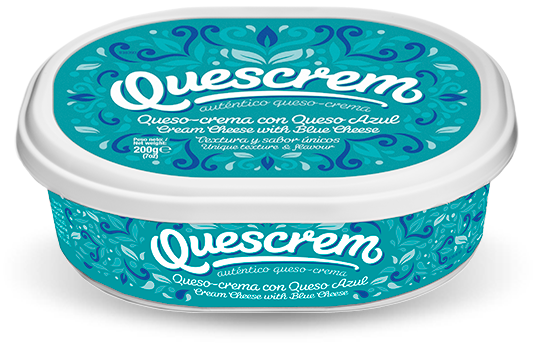 Quescrem
auténtico queso-crema
Queso-crema con Queso Azul
Cream Cheese with Blue Cheese
Textura y sabor únicos
Unique texture & flavour
Peso neto: /
Net weight:
200g℮
(7oz)
Quescrem
auténtico queso-crema
Queso-crema con Queso Azul
Cream Cheese with Blue Cheese